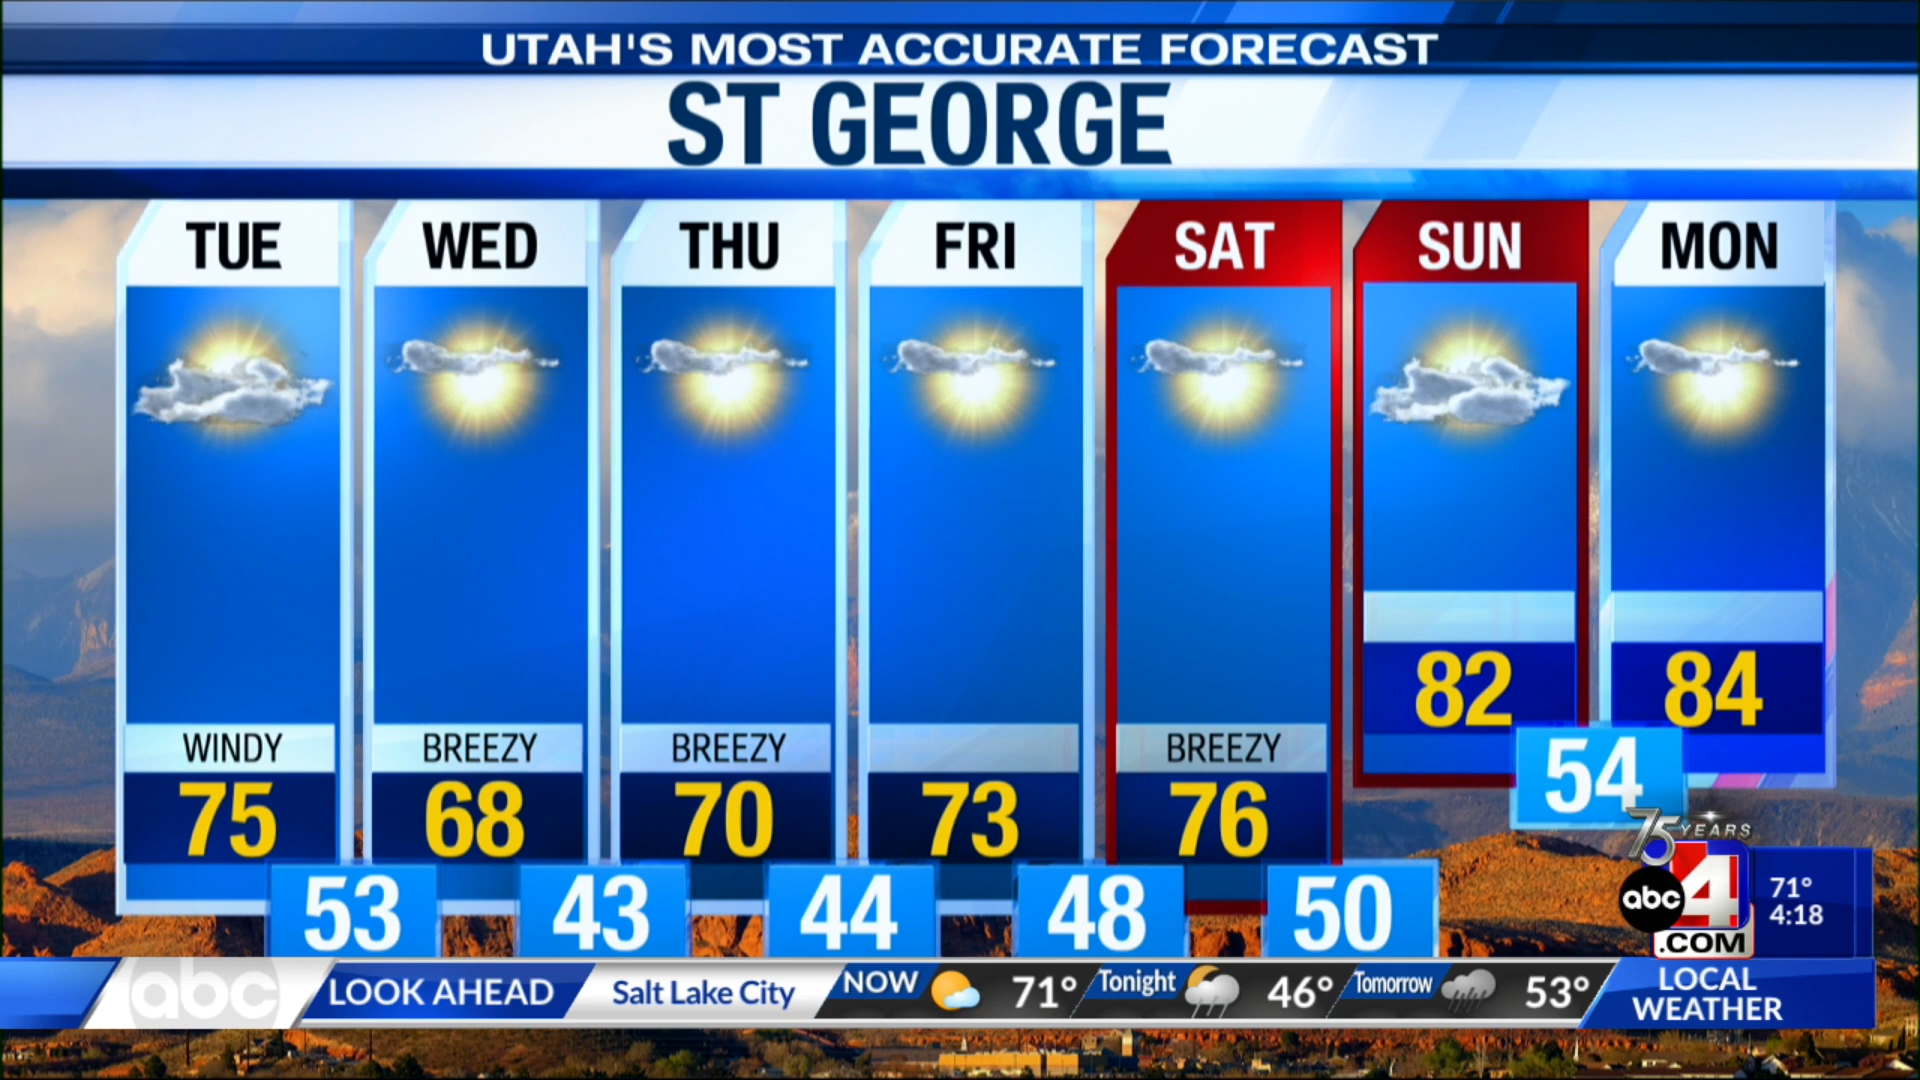 UTAH'S MOST ACCURATE FORECAST
ST GEORGE
TUE WED THU FRI SAT SUN MON
82 84
WINDY BREEZY BREEZY BREEZY
54
75 68 70 73 76
75 YEARS
53 43 44 48 50
abc 4
.COM
71°
4:18
abc LOOK AHEAD Salt Lake City NOW 71° Tonight 46° Tomorrow 53°
LOCAL
WEATHER